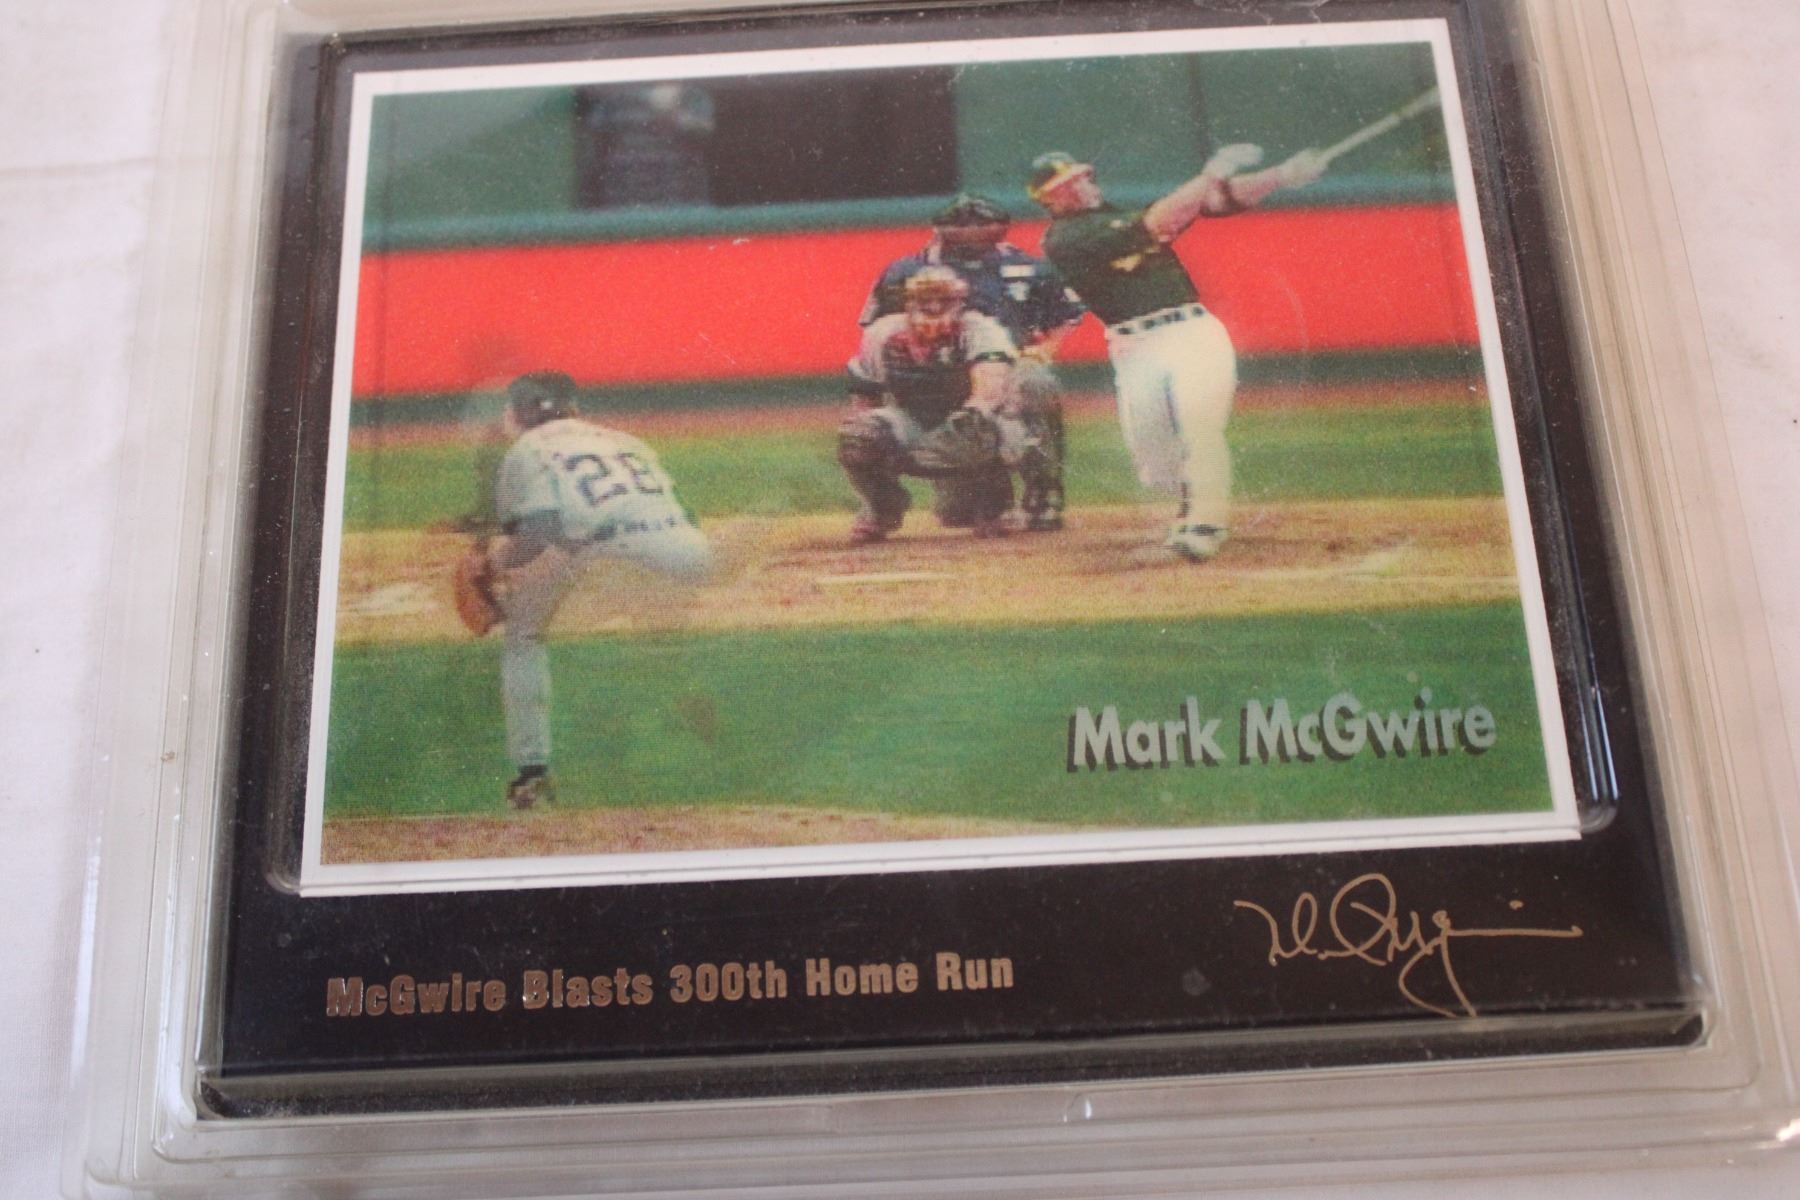 28
Mark McGwire
McGwire Blasts 300th Home Run